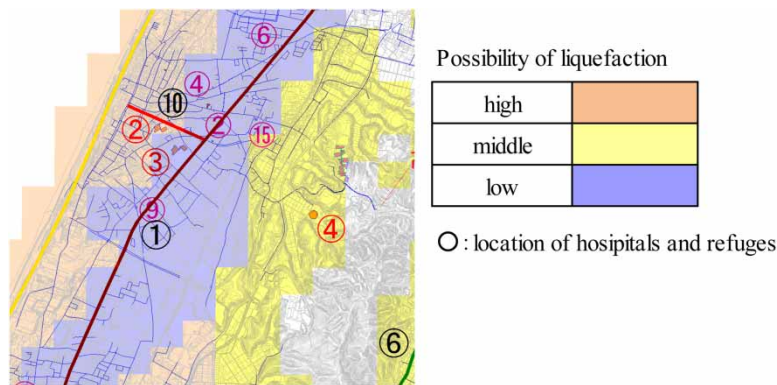 ⑥
④
⑩
②
②
⑮
③
⑨
①
④
⑥
Possibility of liquefaction
high
middle
low
○ : location of hosipitals and refuges